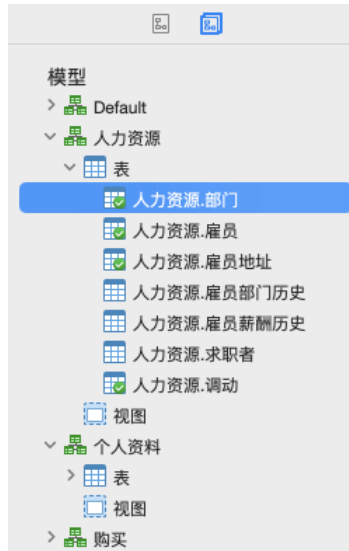 模型
Default
人力资源
表
人力资源.部门
人力资源.雇员
人力资源.雇员地址
人力资源.雇员部门历史
人力资源.雇员薪酬历史
人力资源.求职者
人力资源.调动
视图
个人资料
表
视图
购买